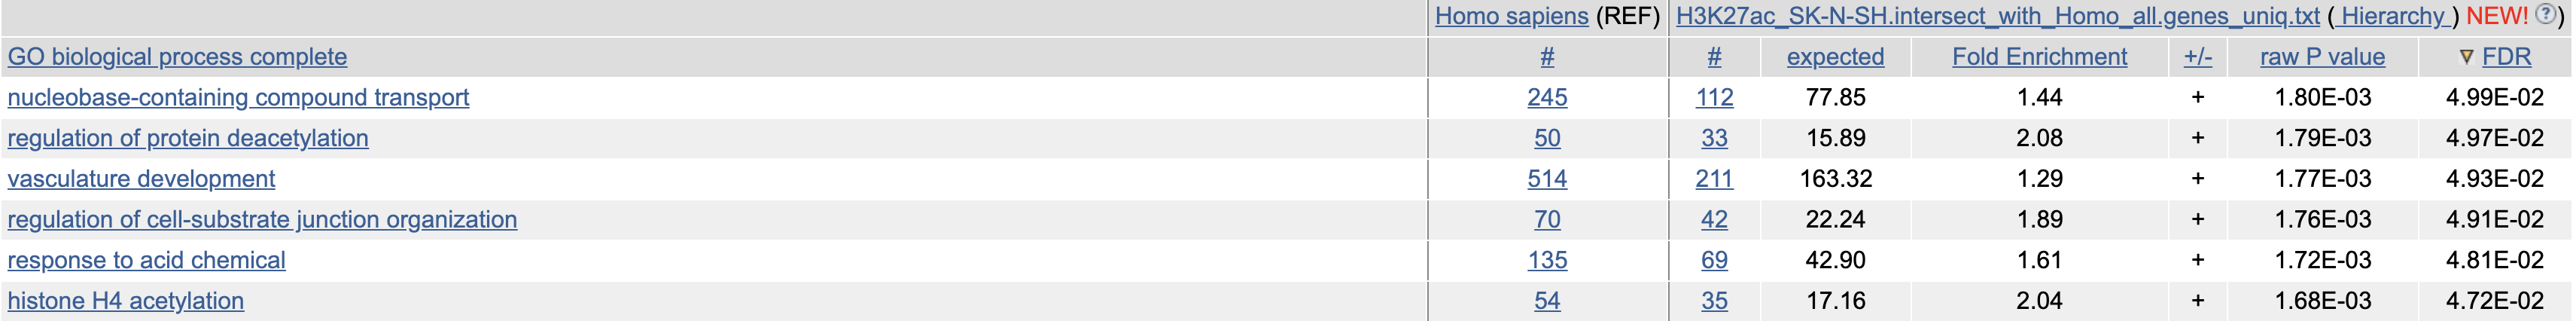 Homo sapiens (REF) H3K27ac_SK-N-SH.intersect_with_Homo_all.genes_uniq.txt ( Hierarchy ) NEW! ?)
GO biological process complete # # expected Fold Enrichment +/- raw P value FDR
nucleobase-containing compound transport 245 112 77.85 1.44 + 1.80E-03 4.99E-02
regulation of protein deacetylation 50 33 15.89 2.08 + 1.79E-03 4.97E-02
vasculature development 514 211 163.32 1.29 + 1.77E-03 4.93E-02
regulation of cell-substrate junction organization 70 42 22.24 1.89 + 1.76E-03 4.91E-02
response to acid chemical 135 69 42.90 1.61 + 1.72E-03 4.81E-02
histone H4 acetylation 54 35 17.16 2.04 + 1.68E-03 4.72E-02